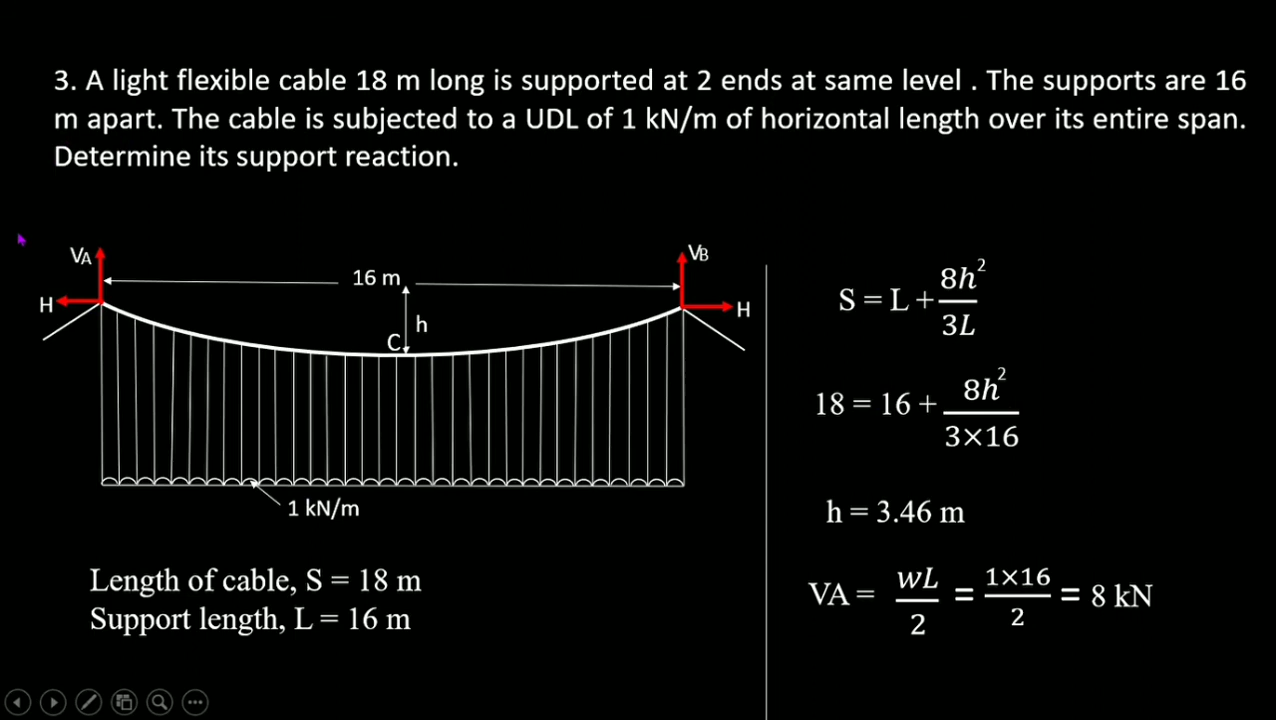 3. A light flexible cable 18 m long is supported at 2 ends at same level . The supports are 16
m apart. The cable is subjected to a UDL of 1 kN/m of horizontal length over its entire span.
Determine its support reaction.
VA
16 m
VB
H
h
H
C
1 kN/m
Length of cable, S = 18 m
Support length, L = 16 m
S = L + 8h²/3L
18 = 16 + 8h²/3×16
h = 3.46 m
VA = wL/2 = 1×16/2 = 8 kN